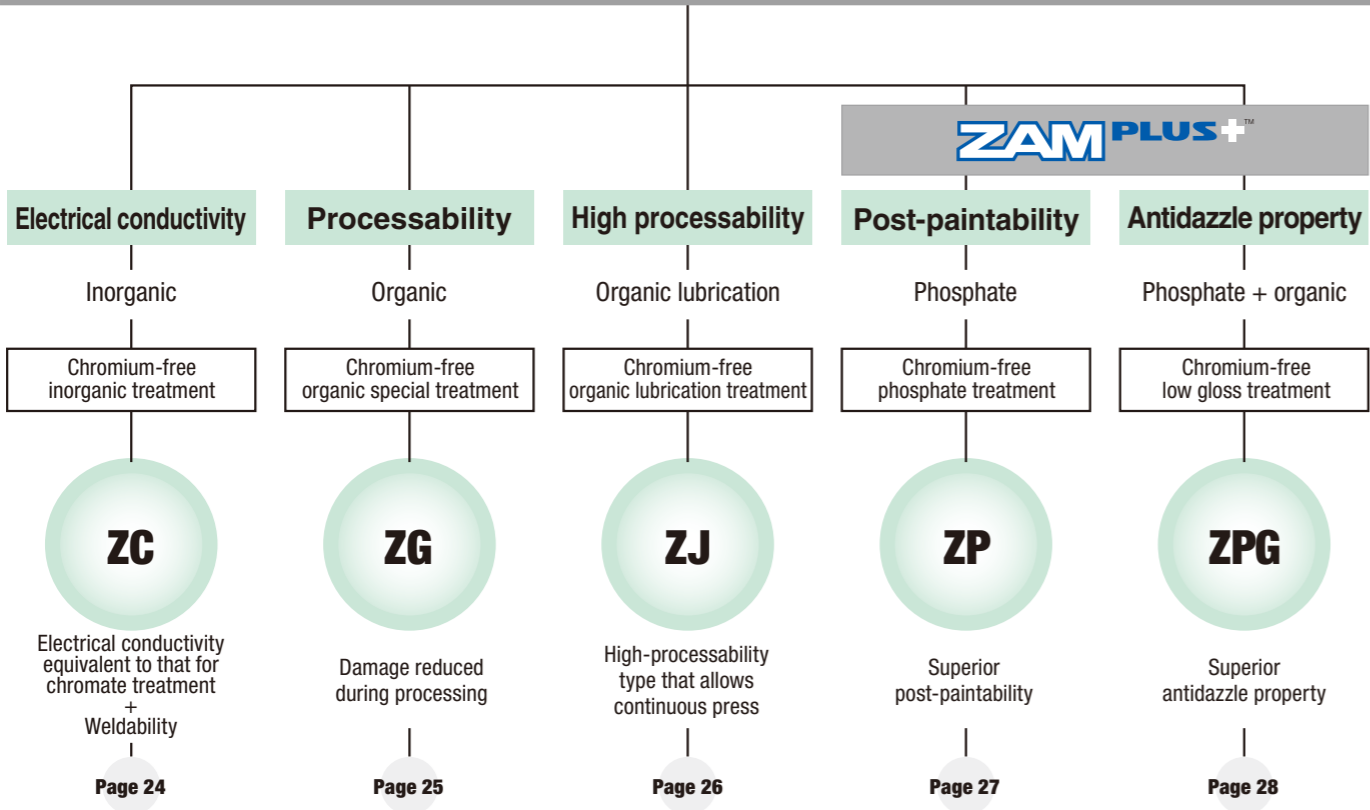 ZAM PLUS+™
Electrical conductivity
Processability
High processability
Post-paintability
Antidazzle property
Inorganic
Organic
Organic lubrication
Phosphate
Phosphate + organic
Chromium-free
inorganic treatment
Chromium-free
organic special treatment
Chromium-free
organic lubrication treatment
Chromium-free
phosphate treatment
Chromium-free
low gloss treatment
ZC
ZG
ZJ
ZP
ZPG
Electrical conductivity
equivalent to that for
chromate treatment
+
Weldability
Damage reduced
during processing
High-processability
type that allows
continuous press
Superior
post-paintability
Superior
antidazzle property
Page 24
Page 25
Page 26
Page 27
Page 28